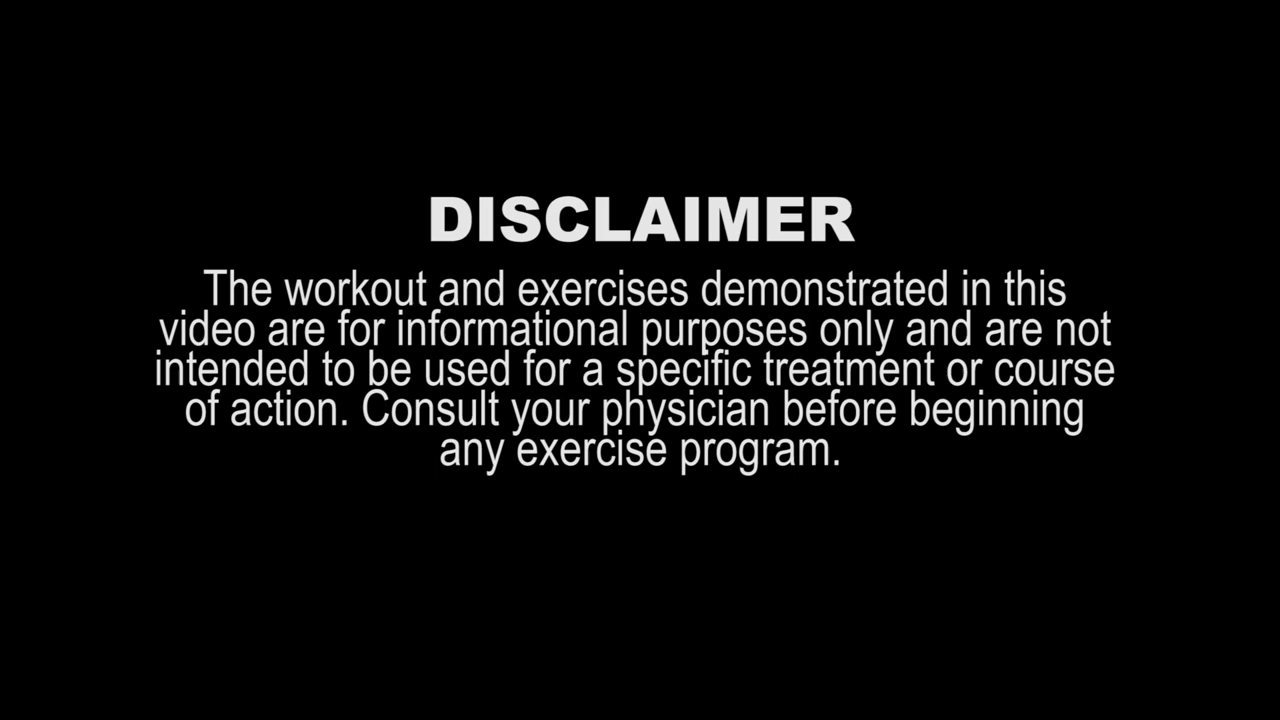 DISCLAIMER
The workout and exercises demonstrated in this
video are for informational purposes only and are not
intended to be used for a specific treatment or course
of action. Consult your physician before beginning
any exercise program.